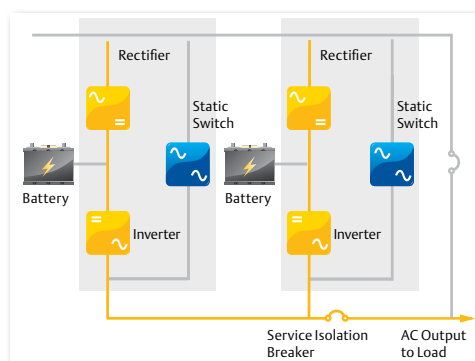 Rectifier
Static
Switch
Battery
Inverter
Rectifier
Static
Switch
Battery
Inverter
Service Isolation
Breaker
AC Output
to Load